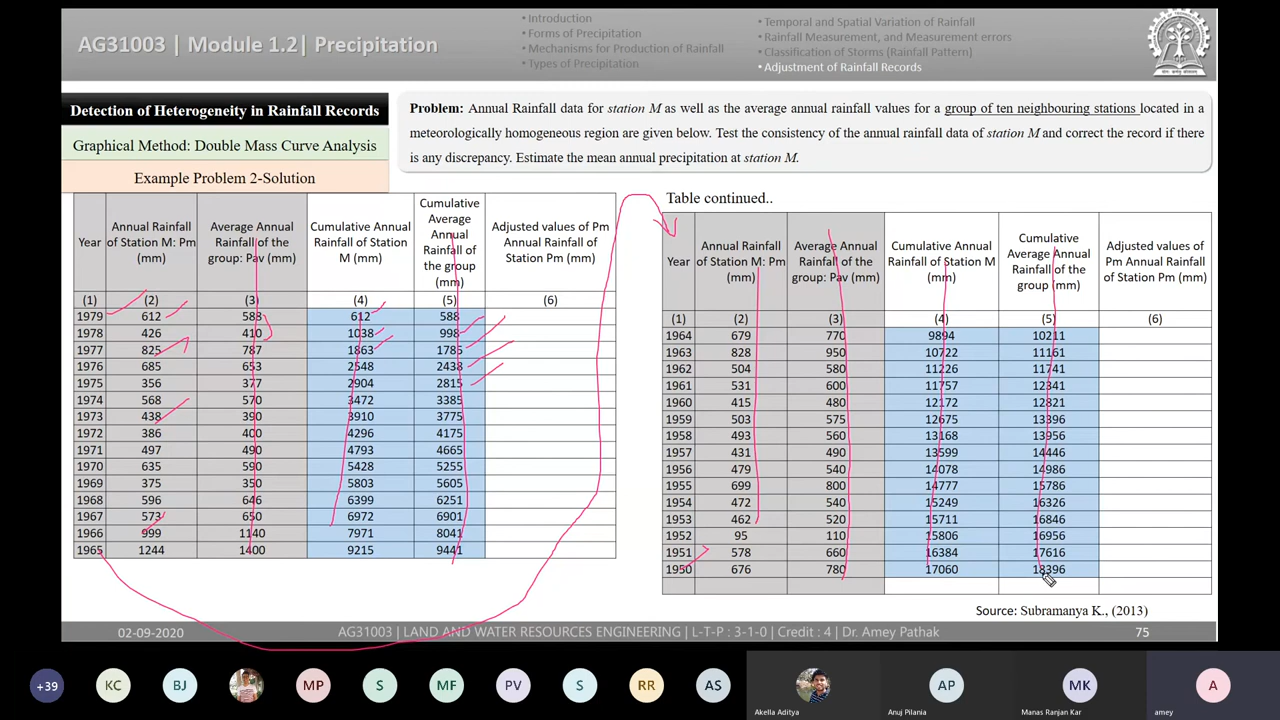 AG31003 | Module 1.2| Precipitation
Introduction
Forms of Precipitation
Mechanisms for Production of Rainfall
Types of Precipitation
Temporal and Spatial Variation of Rainfall
Rainfall Measurement, and Measurement errors
Classification of Storms (Rainfall Pattern)
Adjustment of Rainfall Records
Detection of Heterogeneity in Rainfall Records
Graphical Method: Double Mass Curve Analysis
Example Problem 2-Solution
Problem: Annual Rainfall data for station M as well as the average annual rainfall values for a group of ten neighbouring stations located in a
meteorologically homogeneous region are given below. Test the consistency of the annual rainfall data of station M and correct the record if there
is any discrepancy. Estimate the mean annual precipitation at station M.
Year
Annual Rainfall
of Station M: Pm
(mm)
Average Annual
Rainfall of the
group: Pav (mm)
Cumulative Annual
Rainfall of Station
M (mm)
Cumulative
Average
Annual
Rainfall of
the group
(mm)
Adjusted values of Pm
Annual Rainfall of
Station Pm (mm)
(1) (2) (3) (4) (5) (6)
1979 612 588 612 588
1978 426 410 1038 998
1977 825 787 1863 1785
1976 685 653 2548 2438
1975 356 377 2904 2815
1974 568 570 3472 3385
1973 438 390 3910 3775
1972 386 400 4296 4175
1971 497 490 4793 4665
1970 635 590 5428 5255
1969 375 350 5803 5605
1968 596 646 6399 6251
1967 573 650 6972 6901
1966 999 1140 7971 8041
1965 1244 1400 9215 9441
Table continued..
Year
Annual Rainfall
of Station M: Pm
(mm)
Average Annual
Rainfall of the
group: Pav (mm)
Cumulative Annual
Rainfall of Station M
(mm)
Cumulative
Average Annual
Rainfall of the
group (mm)
Adjusted values of
Pm Annual Rainfall
of Station Pm (mm)
(1) (2) (3) (4) (5) (6)
1964 679 770 9894 10211
1963 828 950 10722 11161
1962 504 580 11226 11741
1961 531 600 11757 12341
1960 415 480 12172 12821
1959 503 575 12675 13396
1958 493 560 13168 13956
1957 431 490 13599 14446
1956 479 540 14078 14986
1955 699 800 14777 15786
1954 472 540 15249 16326
1953 462 520 15711 16846
1952 95 110 15806 16956
1951 578 660 16384 17616
1950 676 780 17060 18396
Source: Subramanya K., (2013)
02-09-2020
AG31003 | LAND AND WATER RESOURCES ENGINEERING | L-T-P : 3-1-0 | Credit : 4 | Dr. Amey Pathak
75
+39 KC BJ MP S MF PV S RR AS AP MK A
Akella Aditya
Anuj Pilania
Manas Ranjan Kar
amey